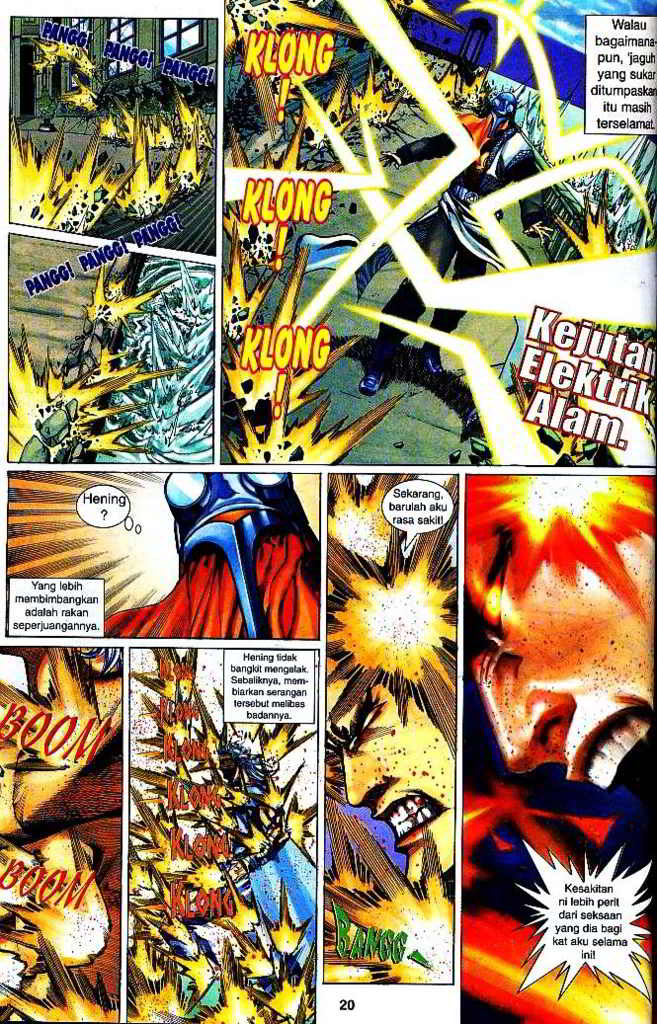 PANGG!
PANGG!
PANGG!
KLONG
!
KLONG
!
KLONG
!
Walau
bagaimana-
pun, 'jaguh
yang sukar
ditumpaskan
itu masih
terselamat.
PANGG! PANGG! PANGG!
Kejutan
Elektrik
Alam.
Hening
?
Yang lebih
membimbangkan
adalah rakan
seperjuangannya.
Sekarang,
barulah aku
rasa sakit!
BOOM
BOOM
Hening tidak
bangkit mengelak.
Sebaliknya, mem-
biarkan serangan
tersebut melibas
badannya.
KLONG
KLONG
KLONG
KLONG
KLONG
KLONG
BANGG
Kesakitan
ni lebih perit
dari seksaan
yang dia bagi
kat aku selama
ini!
20